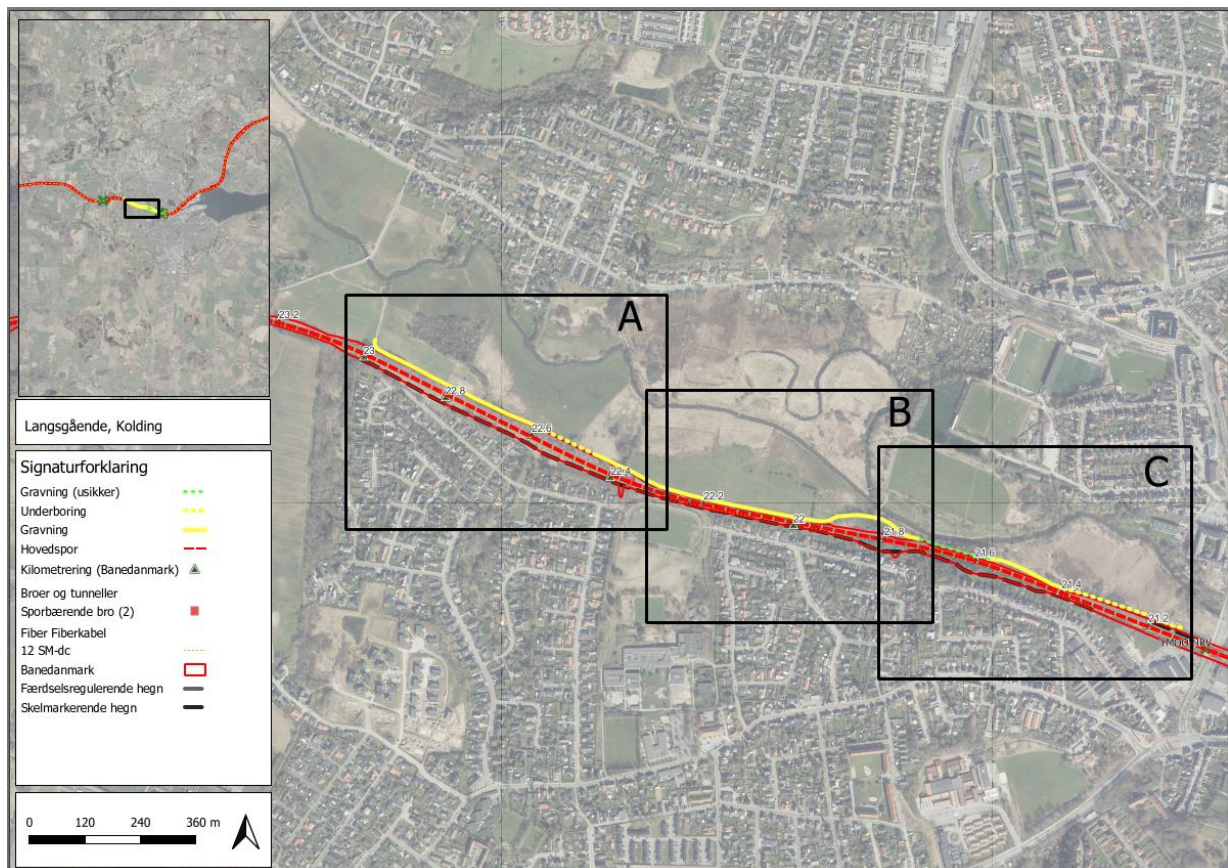 Langsgående, Kolding
Signaturforklaring
Gravning (usikker)
Underboring
Gravning
Hovedspor
Kilometrering (Banedanmark)
Broer og tunneller
Sporbærende bro (2)
Fiber Fiberkabel
12 SM-dc
Banedanmark
Færdselsregulerende hegn
Skelmarkerende hegn
0 120 240 360 m
A
B
C
23.2
23
22.8
22.6
22.4
22.2
22
21.8
21.6
21.4
21.2